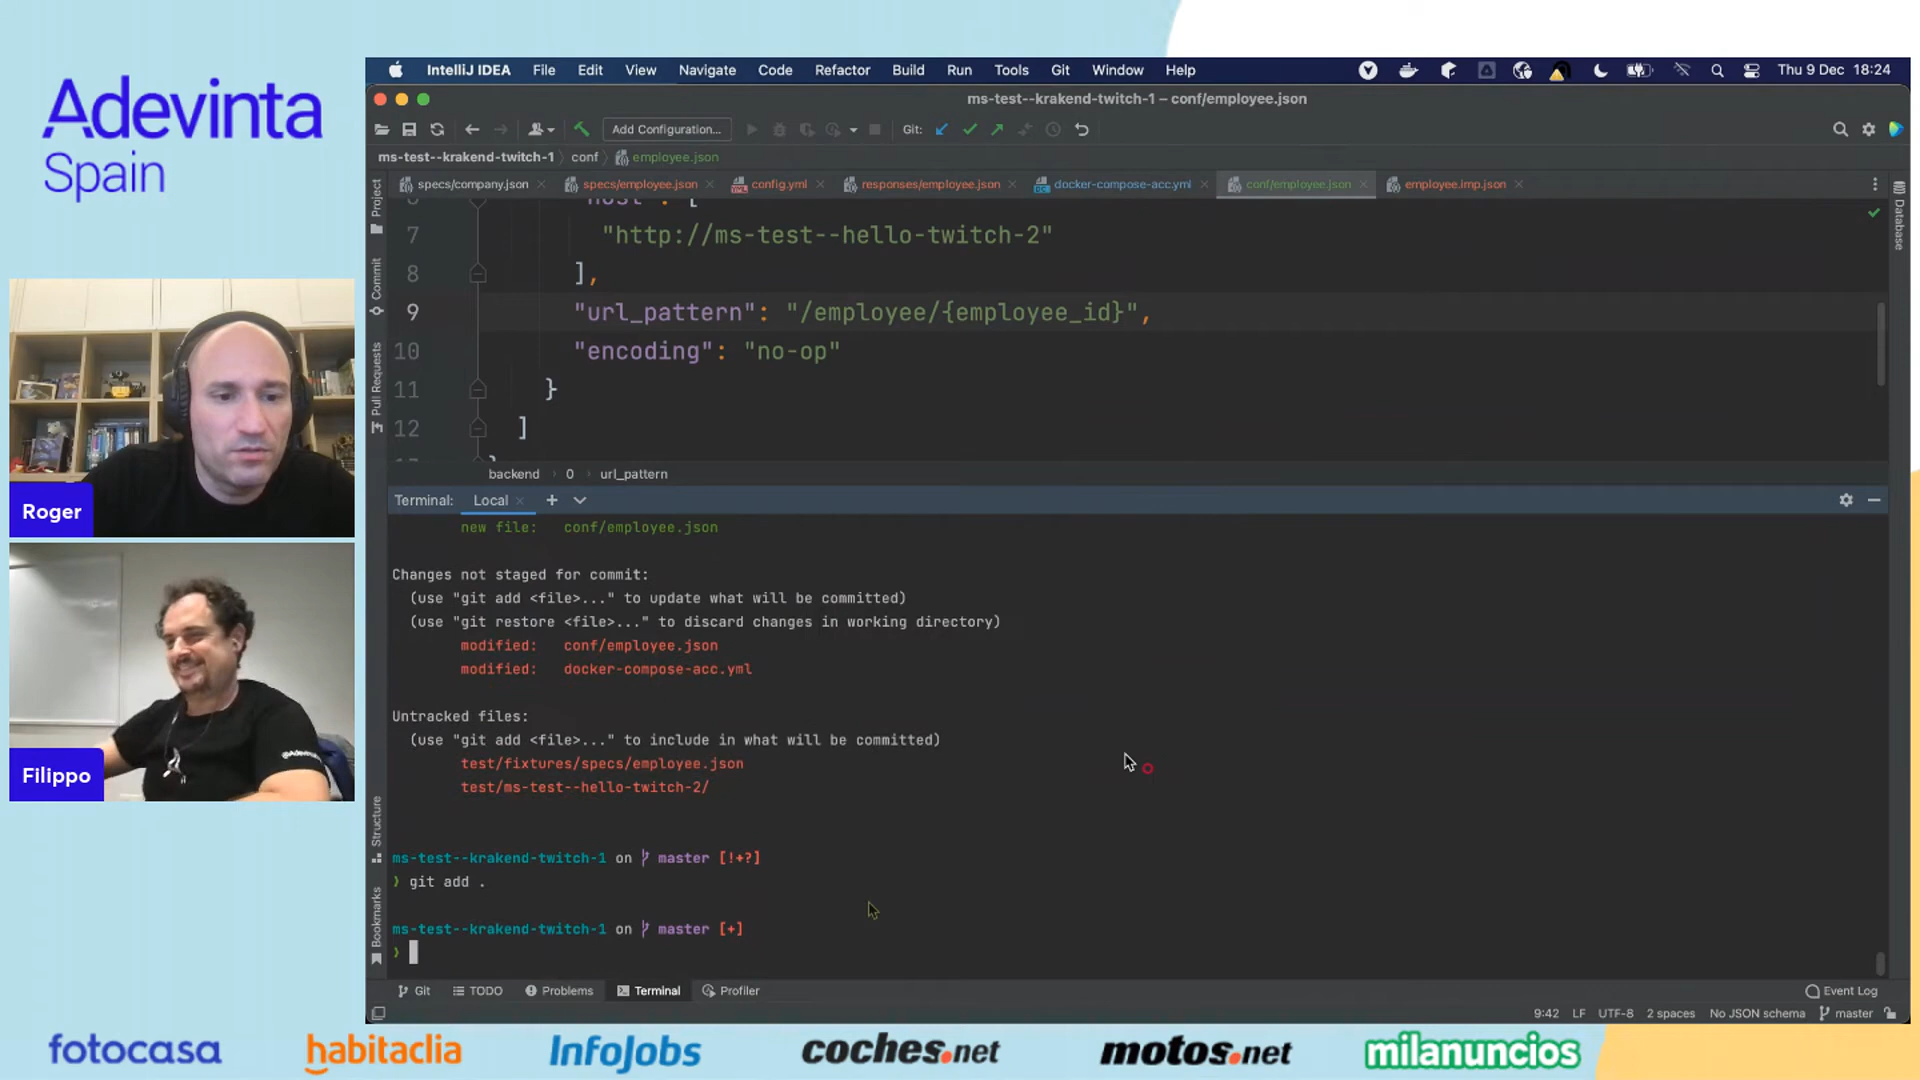 Adevinta
Spain
Roger
Filippo
IntelliJ IDEA File Edit View Navigate Code Refactor Build Run Tools Git Window Help
Thu 9 Dec 18:24
ms-test--krakend-twitch-1 – conf/employee.json
Add Configuration...
Git:
ms-test--krakend-twitch-1 conf employee.json
specs/company.json specs/employee.json config.yml responses/employee.json docker-compose-acc.yml conf/employee.json employee.imp.json
Project
Commit
Pull Requests
Structure
Bookmarks
Database
"host": [
7 "http://ms-test--hello-twitch-2"
8 ],
9 "url_pattern": "/employee/{employee_id}",
10 "encoding": "no-op"
11 }
12 ]
backend 0 url_pattern
Terminal: Local
new file: conf/employee.json
Changes not staged for commit:
(use "git add <file>..." to update what will be committed)
(use "git restore <file>..." to discard changes in working directory)
modified: conf/employee.json
modified: docker-compose-acc.yml
Untracked files:
(use "git add <file>..." to include in what will be committed)
test/fixtures/specs/employee.json
test/ms-test--hello-twitch-2/
ms-test--krakend-twitch-1 on master [!+?]
❯ git add .
ms-test--krakend-twitch-1 on master [+]
❯
Git TODO Problems Terminal Profiler
Event Log
9:42 LF UTF-8 2 spaces No JSON schema master
fotocasa habitaclia InfoJobs coches.net motos.net milanuncios